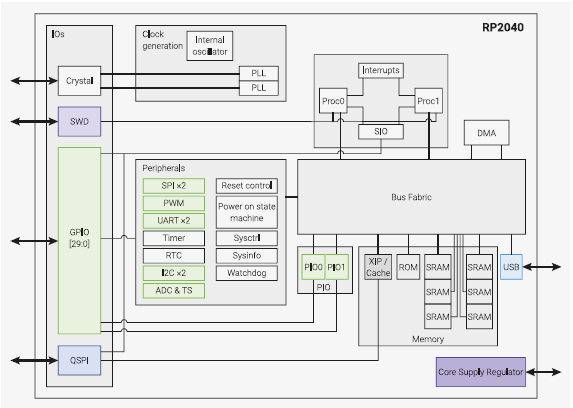 RP2040
IOs
Clock
generation
Internal
oscillator
Crystal
PLL
PLL
Interrupts
Proc0
Proc1
SWD
SIO
DMA
Peripherals
SPI ×2
Reset control
PWM
Power on state
machine
UART ×2
Timer
Sysctrl
RTC
Sysinfo
I2C ×2
Watchdog
ADC & TS
Bus Fabric
GPIO
[29:0]
PIO0
PIO1
PIO
XIP /
Cache
ROM
SRAM
SRAM
SRAM
SRAM
SRAM
SRAM
Memory
USB
QSPI
Core Supply Regulator